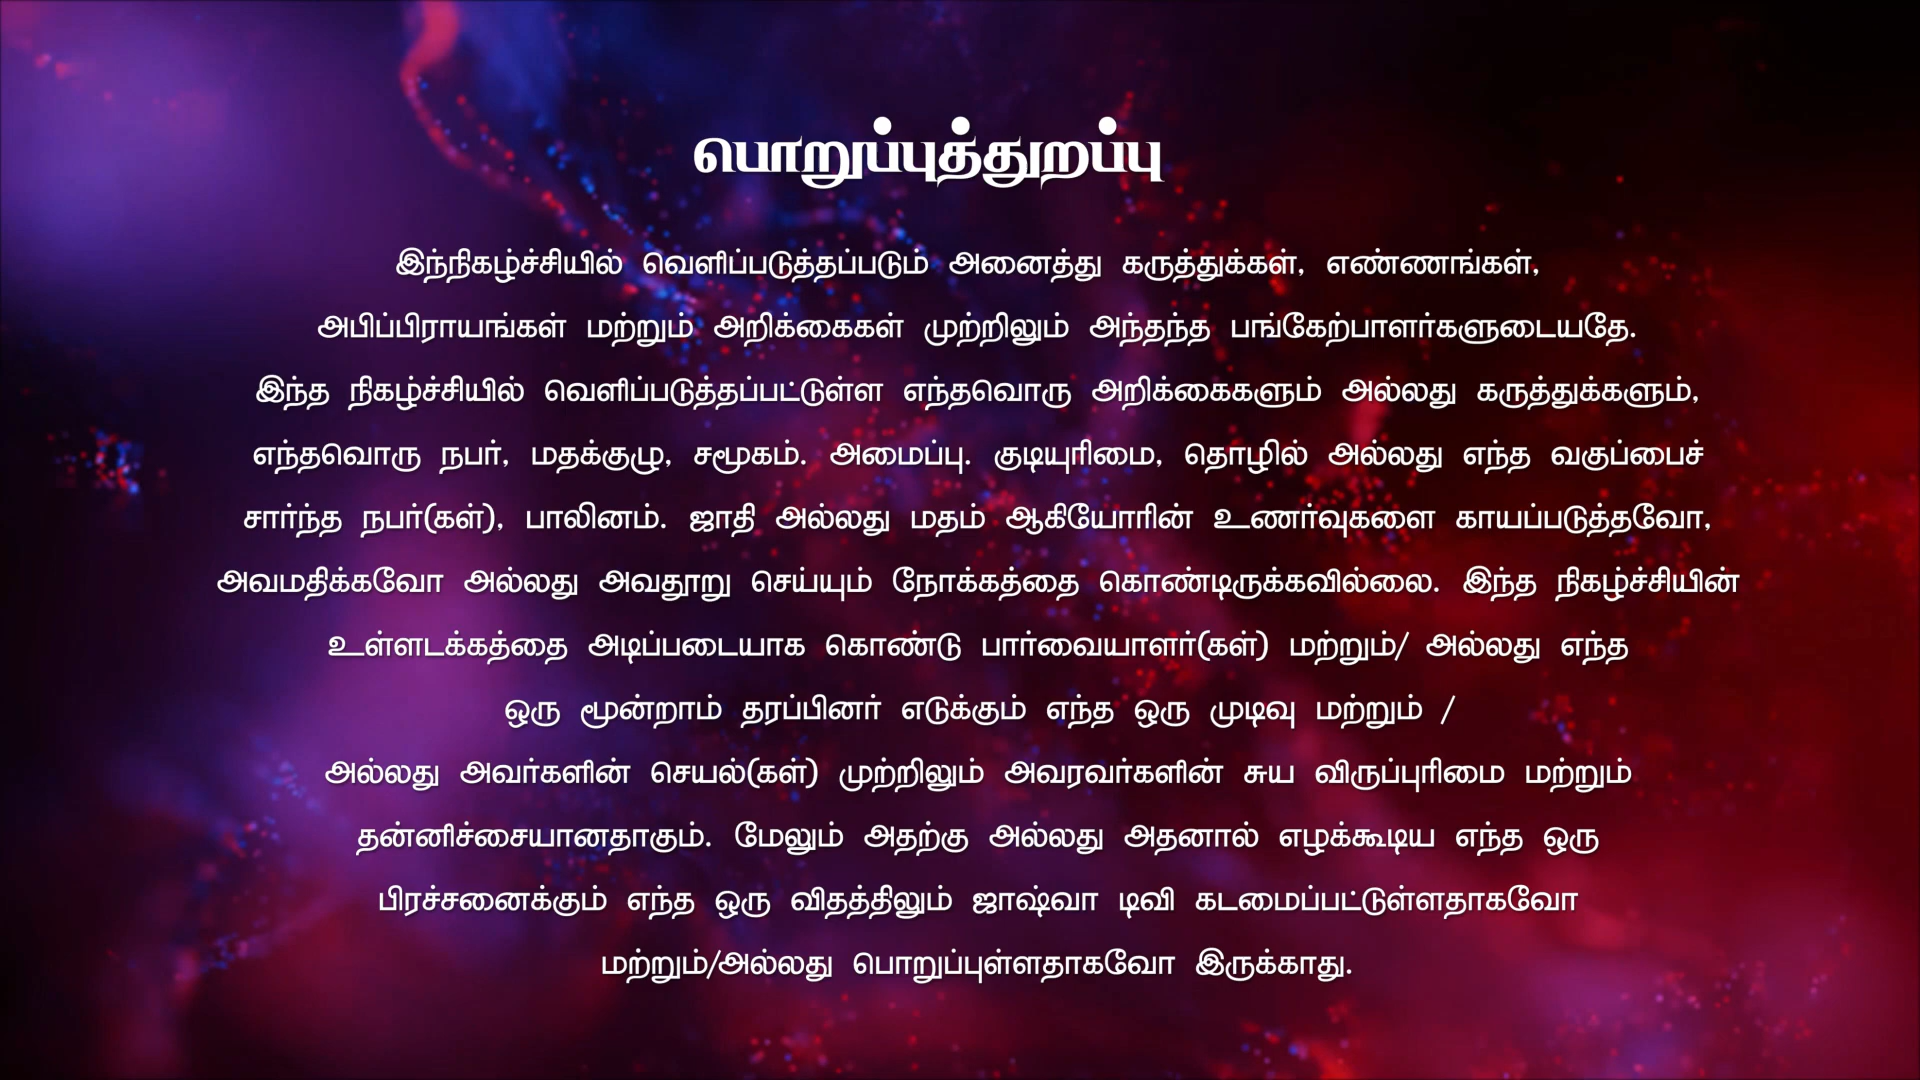 பொறுப்புத்துறப்பு
இந்நிகழ்ச்சியில் வெளிப்படுத்தப்படும் அனைத்து கருத்துக்கள், எண்ணங்கள்,
அபிப்பிராயங்கள் மற்றும் அறிக்கைகள் முற்றிலும் அந்தந்த பங்கேற்பாளர்களுடையதே.
இந்த நிகழ்ச்சியில் வெளிப்படுத்தப்பட்டுள்ள எந்தவொரு அறிக்கைகளும் அல்லது கருத்துக்களும்,
எந்தவொரு நபர், மதக்குழு, சமூகம். அமைப்பு. குடியுரிமை, தொழில் அல்லது எந்த வகுப்பைச்
சார்ந்த நபர்(கள்), பாலினம். ஜாதி அல்லது மதம் ஆகியோரின் உணர்வுகளை காயப்படுத்தவோ,
அவமதிக்கவோ அல்லது அவதூறு செய்யும் நோக்கத்தை கொண்டிருக்கவில்லை. இந்த நிகழ்ச்சியின்
உள்ளடக்கத்தை அடிப்படையாக கொண்டு பார்வையாளர்(கள்) மற்றும்/ அல்லது எந்த
ஒரு மூன்றாம் தரப்பினர் எடுக்கும் எந்த ஒரு முடிவு மற்றும் /
அல்லது அவர்களின் செயல்(கள்) முற்றிலும் அவரவர்களின் சுய விருப்புரிமை மற்றும்
தன்னிச்சையானதாகும். மேலும் அதற்கு அல்லது அதனால் எழக்கூடிய எந்த ஒரு
பிரச்சனைக்கும் எந்த ஒரு விதத்திலும் ஜாஷ்வா டிவி கடமைப்பட்டுள்ளதாகவோ
மற்றும்/அல்லது பொறுப்புள்ளதாகவோ இருக்காது.